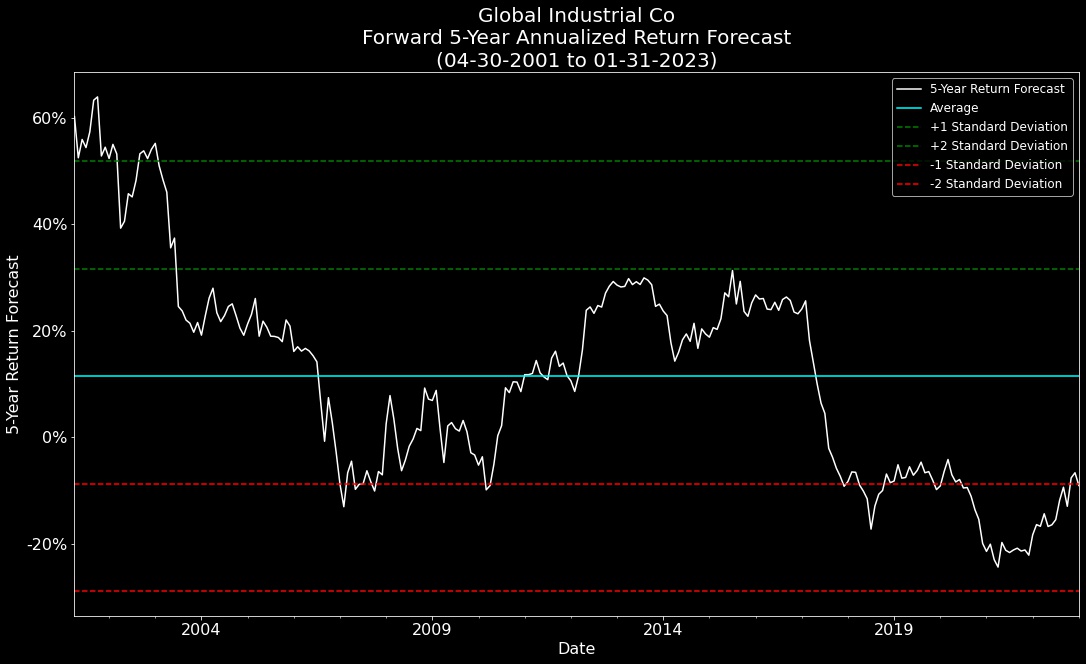 Global Industrial Co
Forward 5-Year Annualized Return Forecast
(04-30-2001 to 01-31-2023)
5-Year Return Forecast
Average
+1 Standard Deviation
+2 Standard Deviation
-1 Standard Deviation
-2 Standard Deviation
5-Year Return Forecast
60%
40%
20%
0%
-20%
2004
2009
2014
2019
Date